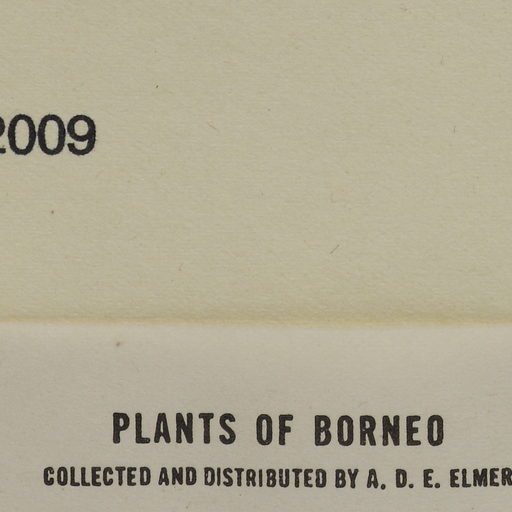 2009
PLANTS OF BORNEO
COLLECTED AND DISTRIBUTED BY A. D. E. ELMER